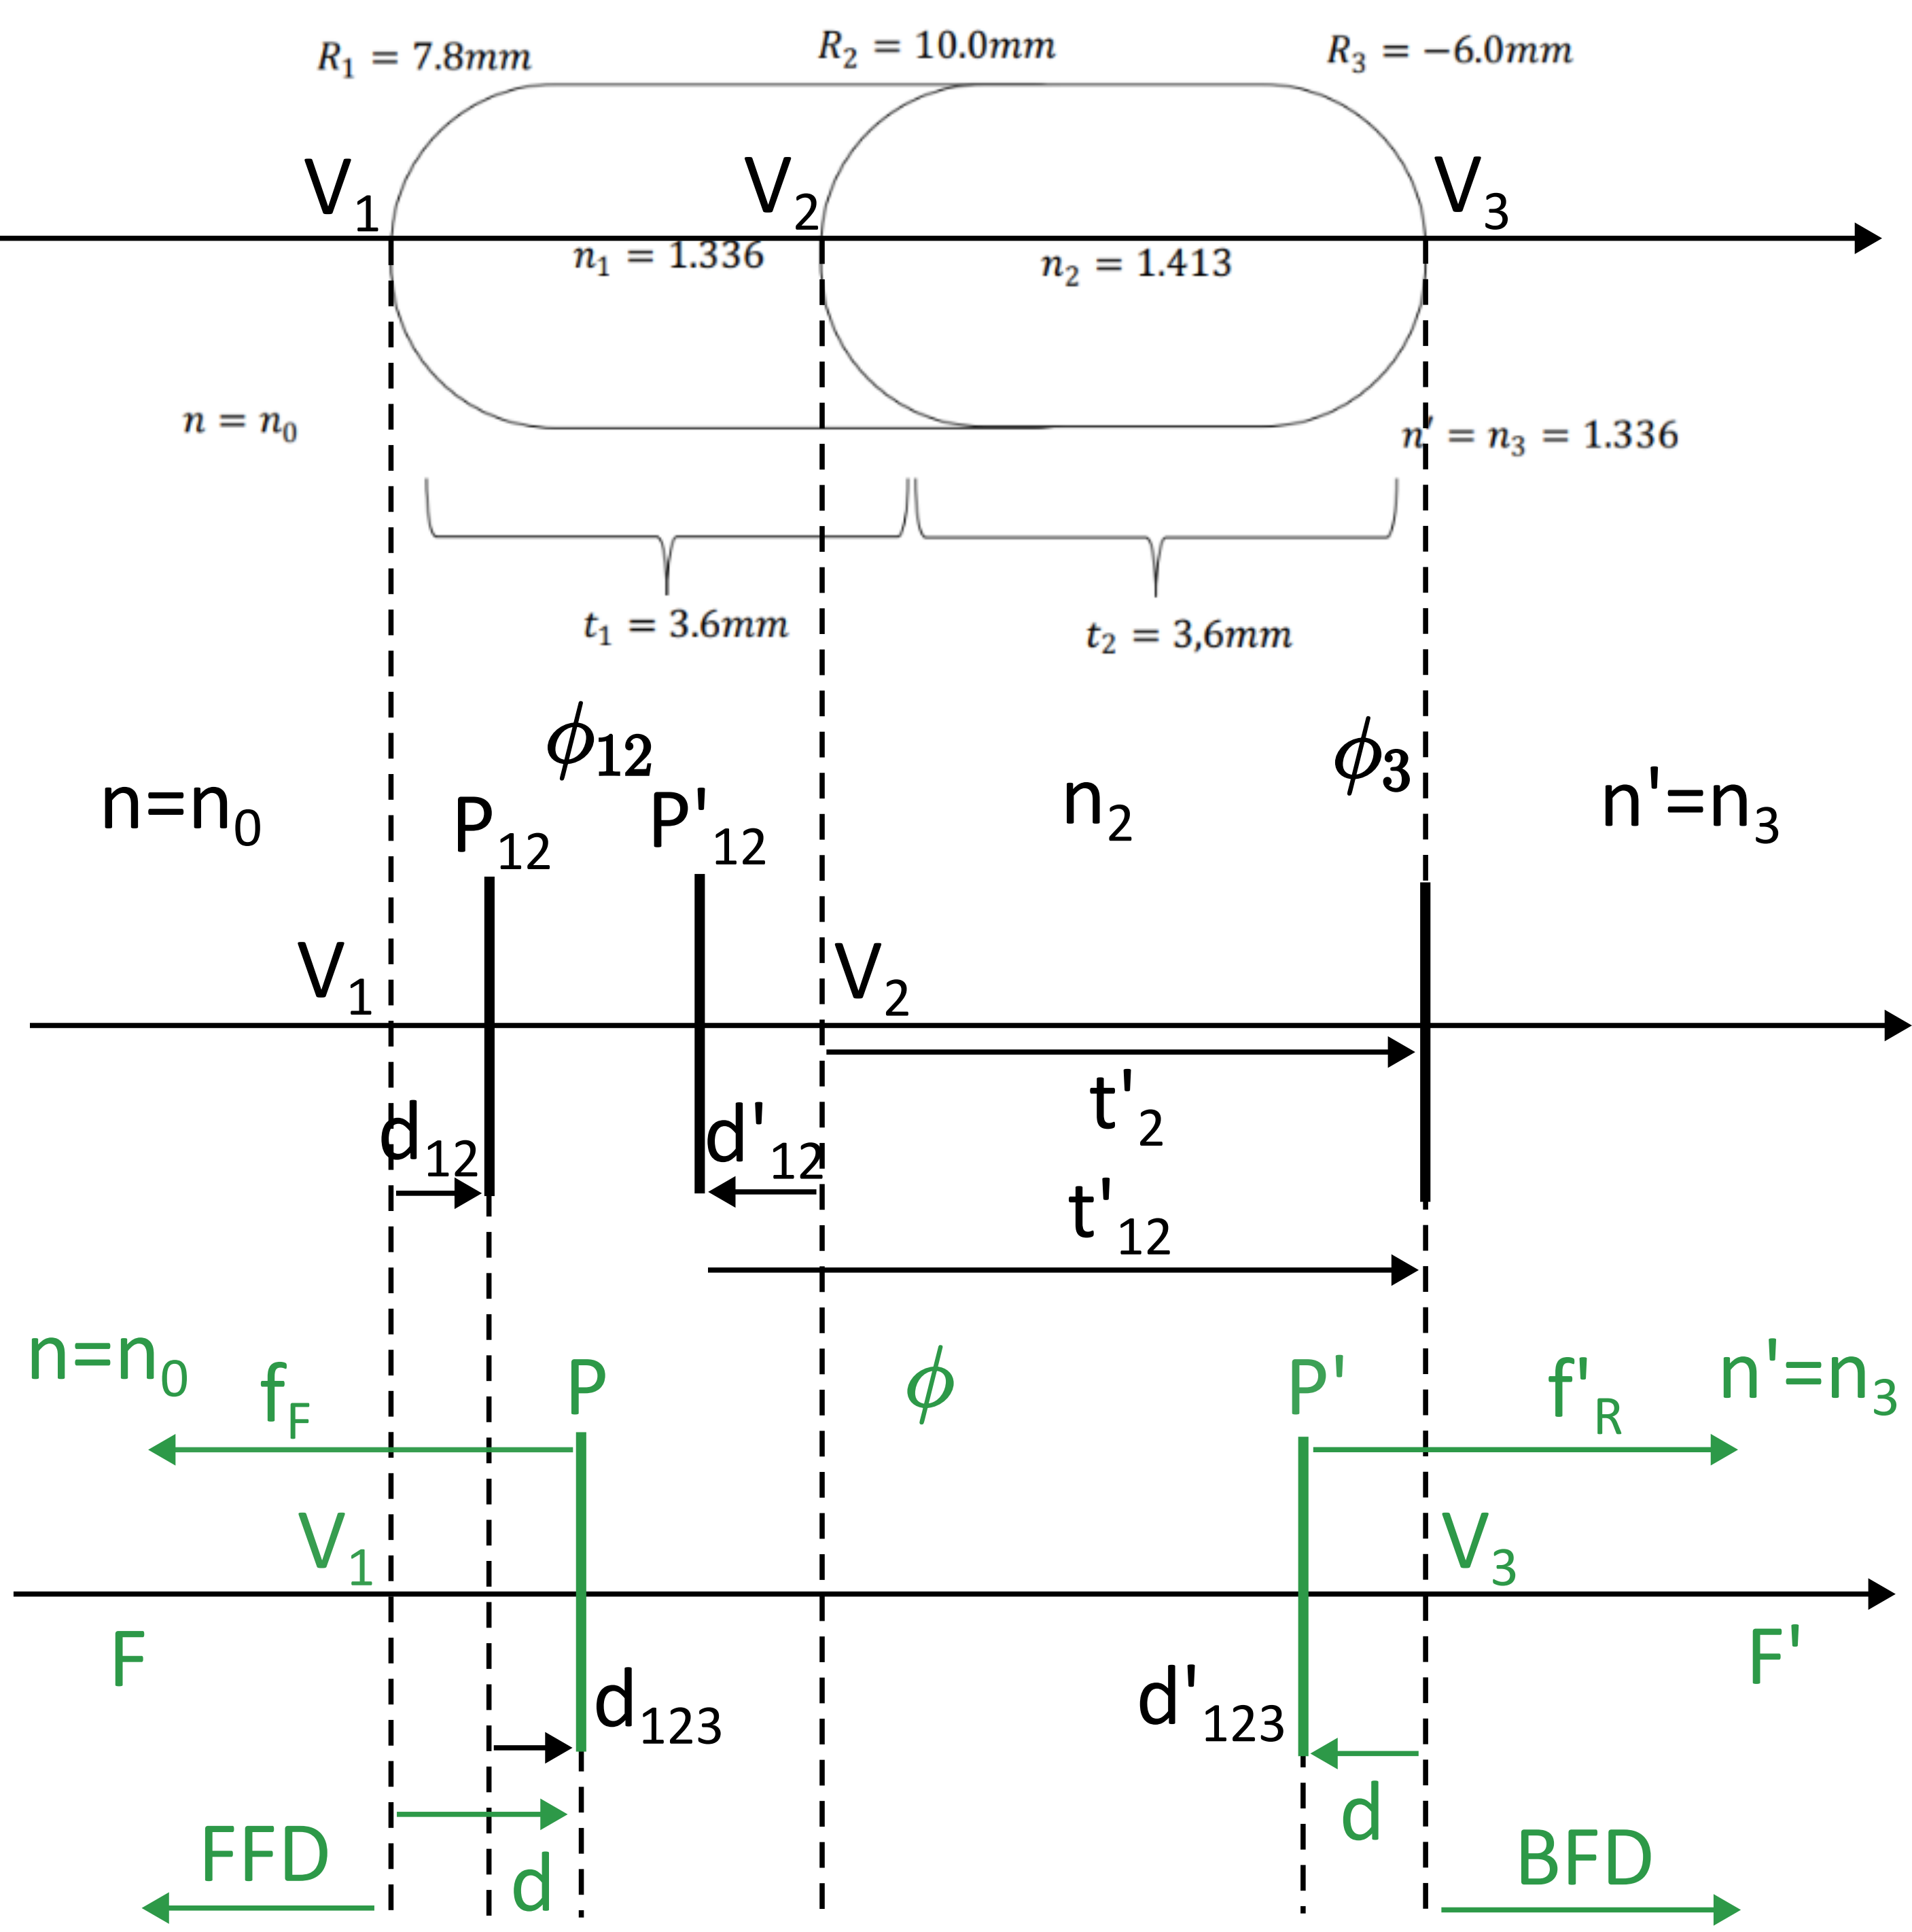 R₁ = 7.8mm
R₂ = 10.0mm
R₃ = −6.0mm
V₁
V₂
V₃
n₁ = 1.336
n₂ = 1.413
n = n₀
n' = n₃ = 1.336
t₁ = 3.6mm
t₂ = 3,6mm
ϕ₁₂
ϕ₃
n=n₀
P₁₂
P'₁₂
n₂
n'=n₃
V₁
V₂
t'₂
d₁₂
d'₁₂
t'₁₂
n=n₀
f_F
P
ϕ
P'
f'_R
n'=n₃
V₁
V₃
F
F'
d₁₂₃
d'₁₂₃
d
d
FFD
BFD